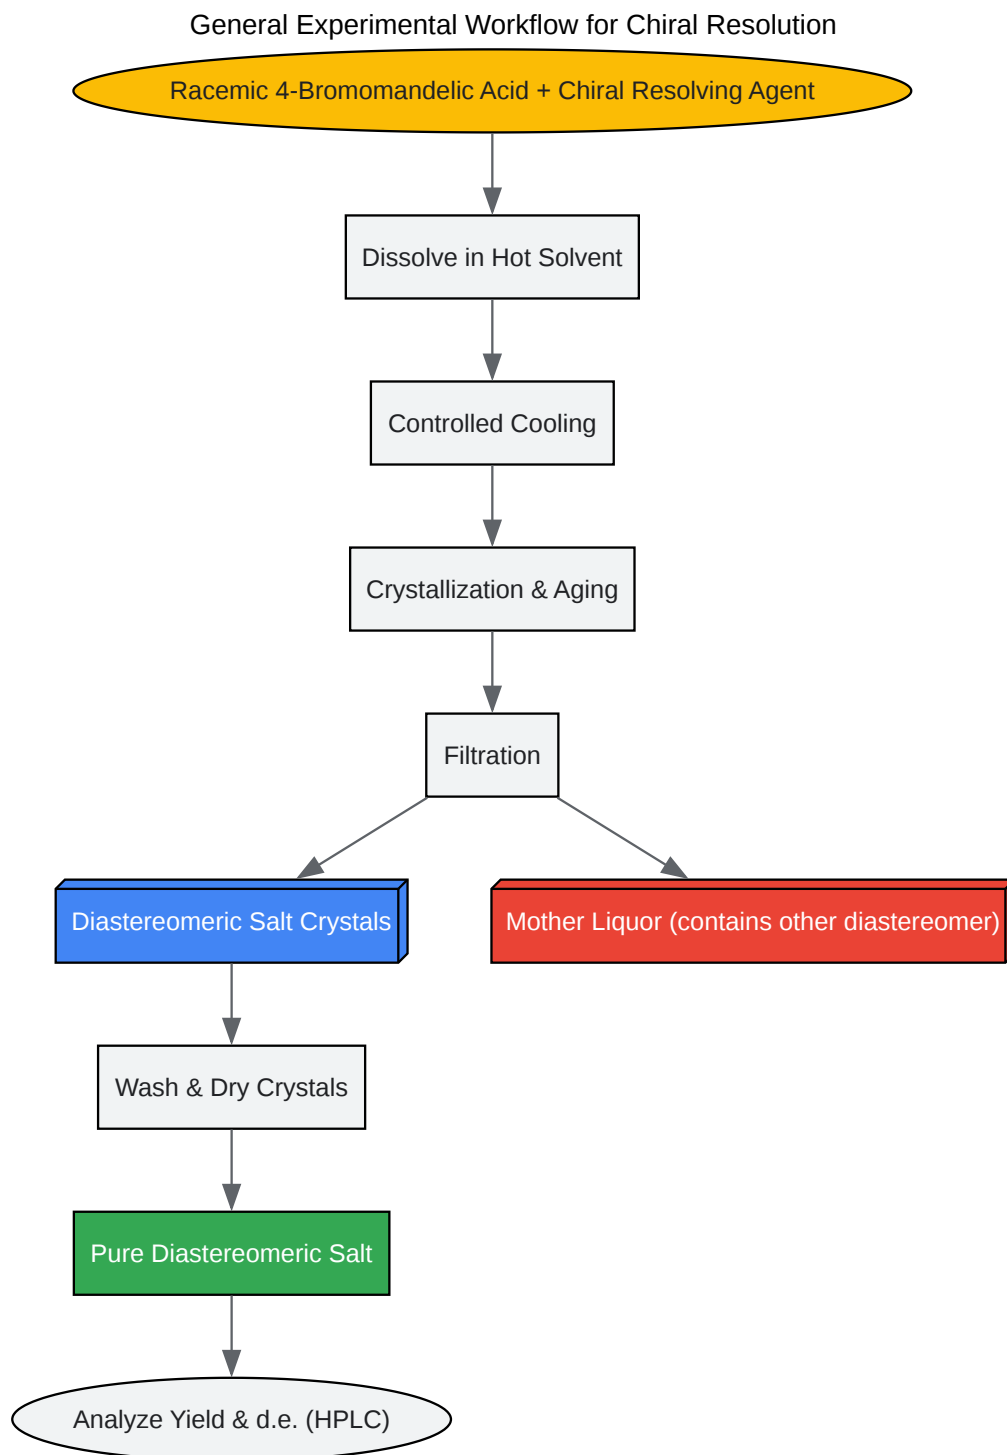 General Experimental Workflow for Chiral Resolution
Racemic 4-Bromomandelic Acid + Chiral Resolving Agent
Dissolve in Hot Solvent
Controlled Cooling
Crystallization & Aging
Filtration
Diastereomeric Salt Crystals
Mother Liquor (contains other diastereomer)
Wash & Dry Crystals
Pure Diastereomeric Salt
Analyze Yield & d.e. (HPLC)